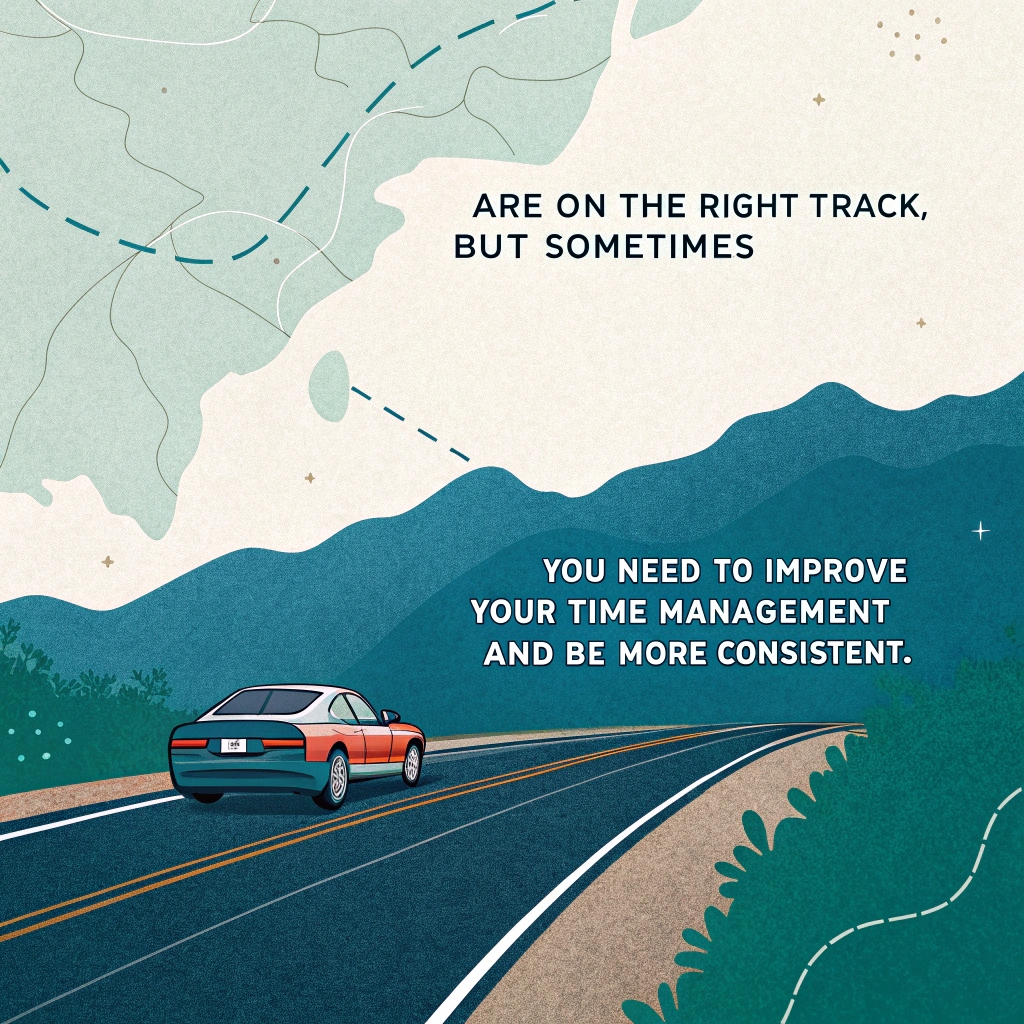 ARE ON THE RIGHT TRACK,
BUT SOMETIMES
YOU NEED TO IMPROVE
YOUR TIME MANAGEMENT
AND BE MORE CONSISTENT.